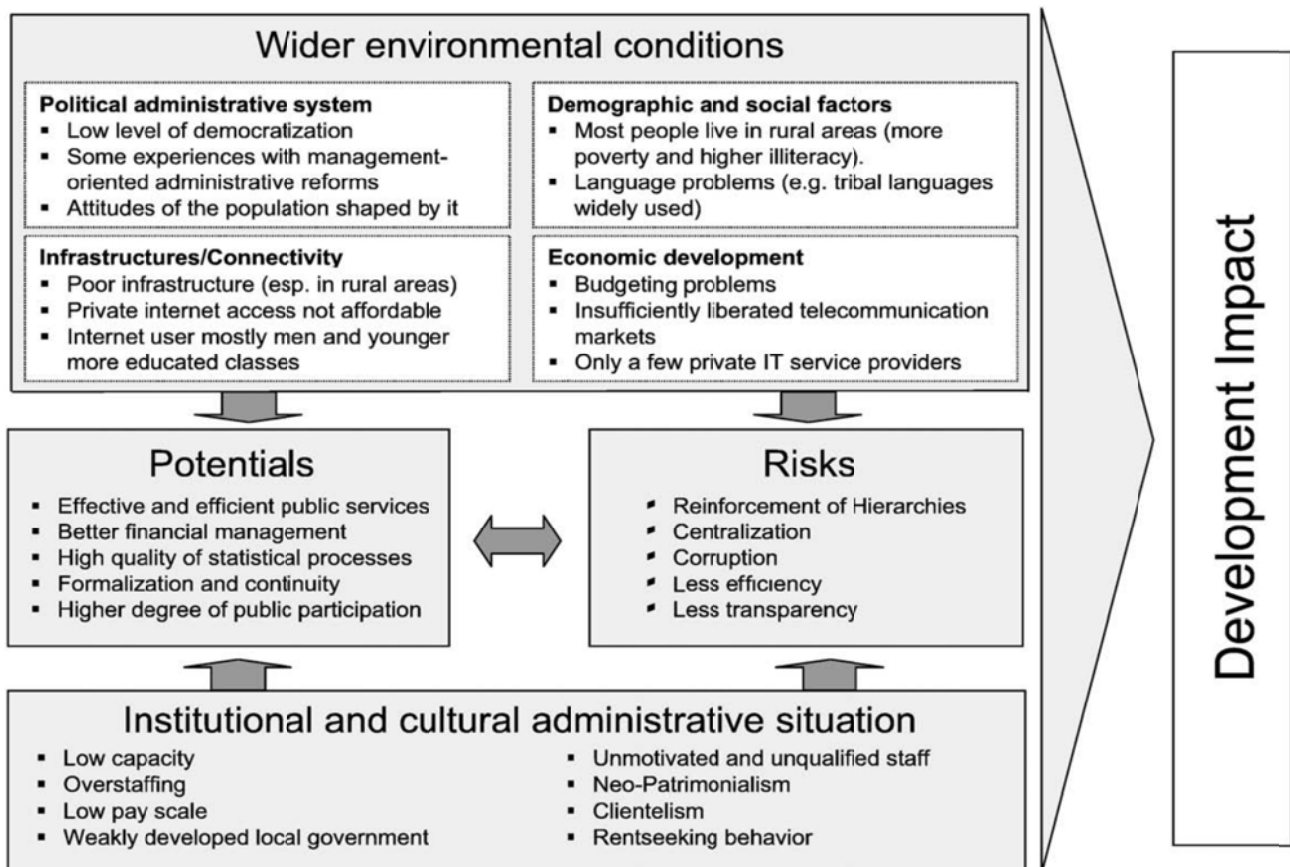 Wider environmental conditions
Political administrative system
▪ Low level of democratization
▪ Some experiences with management-
oriented administrative reforms
▪ Attitudes of the population shaped by it
Demographic and social factors
▪ Most people live in rural areas (more
poverty and higher illiteracy).
▪ Language problems (e.g. tribal languages
widely used)
Infrastructures/Connectivity
▪ Poor infrastructure (esp. in rural areas)
▪ Private internet access not affordable
▪ Internet user mostly men and younger
more educated classes
Economic development
▪ Budgeting problems
▪ Insufficiently liberated telecommunication
markets
▪ Only a few private IT service providers
Potentials
▪ Effective and efficient public services
▪ Better financial management
▪ High quality of statistical processes
▪ Formalization and continuity
▪ Higher degree of public participation
Risks
▪ Reinforcement of Hierarchies
▪ Centralization
▪ Corruption
▪ Less efficiency
▪ Less transparency
Institutional and cultural administrative situation
▪ Low capacity
▪ Overstaffing
▪ Low pay scale
▪ Weakly developed local government
▪ Unmotivated and unqualified staff
▪ Neo-Patrimonialism
▪ Clientelism
▪ Rentseeking behavior
Development Impact